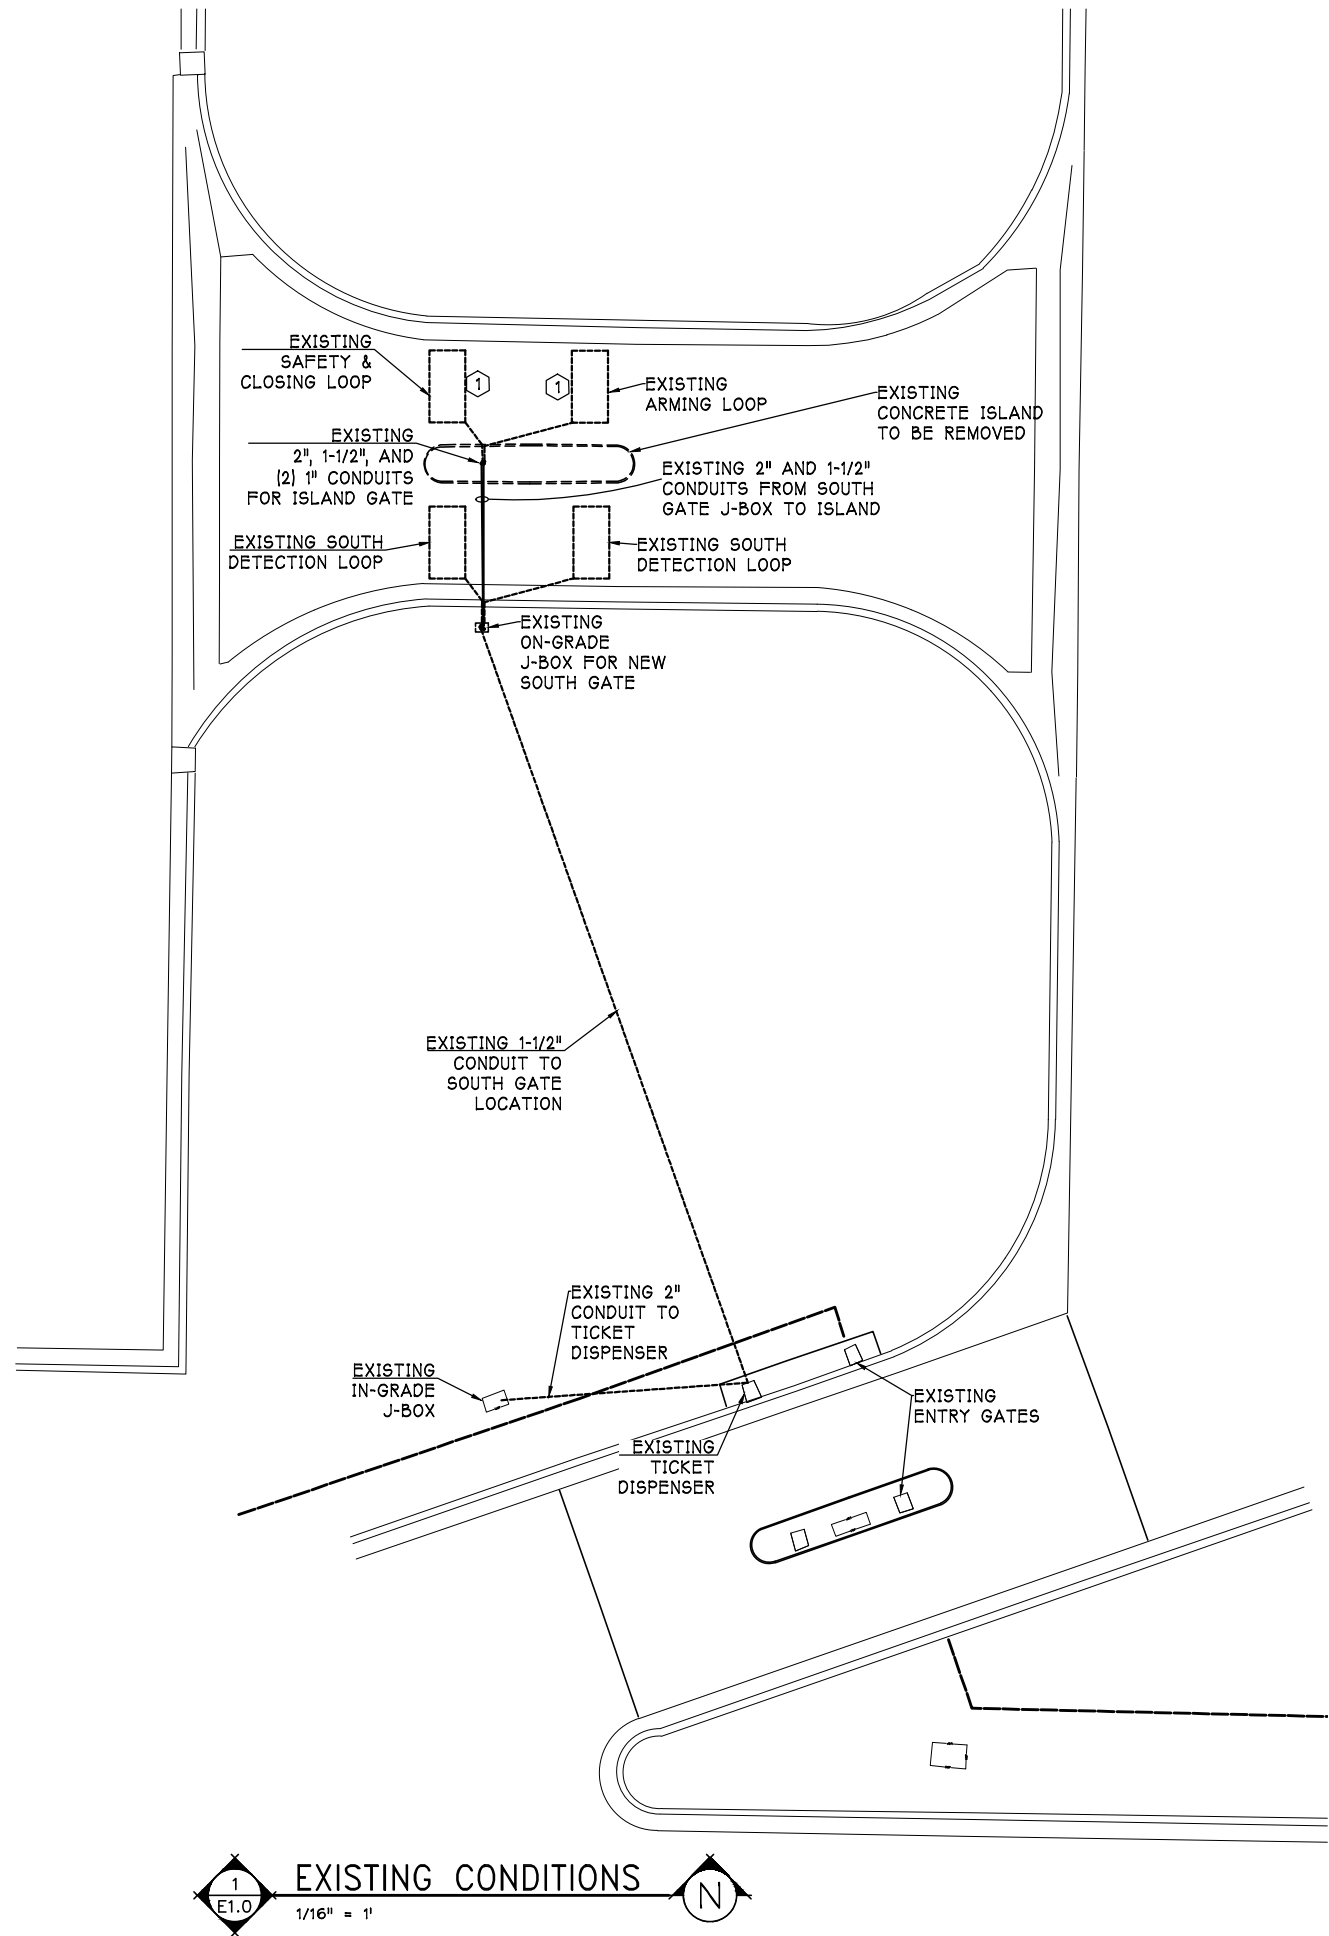 EXISTING
SAFETY &
CLOSING LOOP
1
1
EXISTING
ARMING LOOP
EXISTING
CONCRETE ISLAND
TO BE REMOVED
EXISTING
2", 1-1/2", AND
(2) 1" CONDUITS
FOR ISLAND GATE
EXISTING 2" AND 1-1/2"
CONDUITS FROM SOUTH
GATE J-BOX TO ISLAND
EXISTING SOUTH
DETECTION LOOP
EXISTING SOUTH
DETECTION LOOP
EXISTING
ON-GRADE
J-BOX FOR NEW
SOUTH GATE
EXISTING 1-1/2"
CONDUIT TO
SOUTH GATE
LOCATION
EXISTING 2"
CONDUIT TO
TICKET
DISPENSER
EXISTING
IN-GRADE
J-BOX
EXISTING
ENTRY GATES
EXISTING
TICKET
DISPENSER
1
E1.0
EXISTING CONDITIONS
1/16" = 1'
N